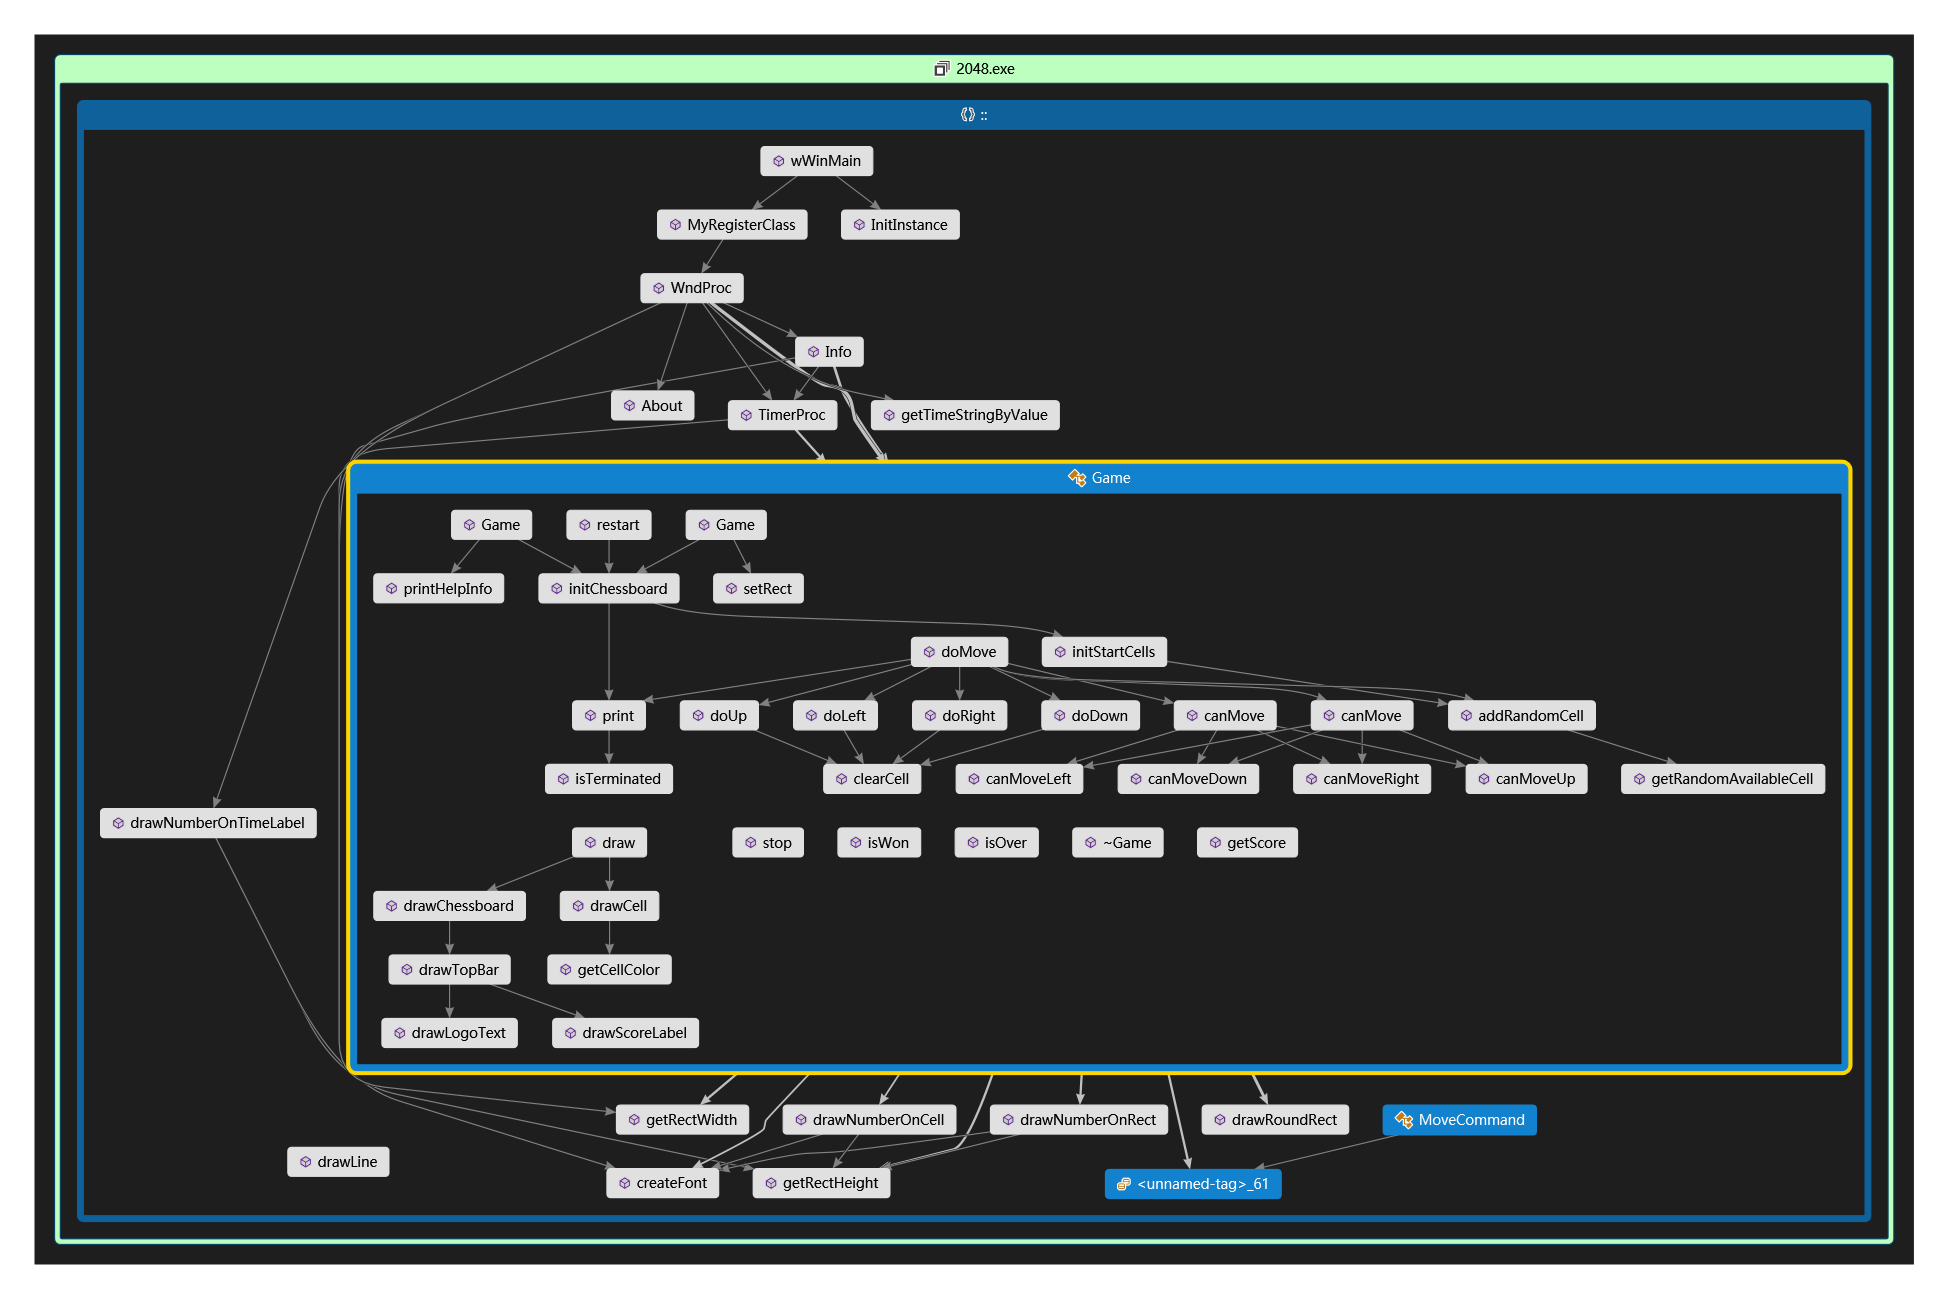 2048.exe
::
wWinMain
MyRegisterClass
InitInstance
WndProc
Info
About
TimerProc
getTimeStringByValue
Game
Game
restart
Game
printHelpInfo
initChessboard
setRect
doMove
initStartCells
print
doUp
doLeft
doRight
doDown
canMove
canMove
addRandomCell
isTerminated
clearCell
canMoveLeft
canMoveDown
canMoveRight
canMoveUp
getRandomAvailableCell
drawNumberOnTimeLabel
draw
stop
isWon
isOver
~Game
getScore
drawChessboard
drawCell
drawTopBar
getCellColor
drawLogoText
drawScoreLabel
getRectWidth
drawNumberOnCell
drawNumberOnRect
drawRoundRect
MoveCommand
drawLine
createFont
getRectHeight
<unnamed-tag>_61